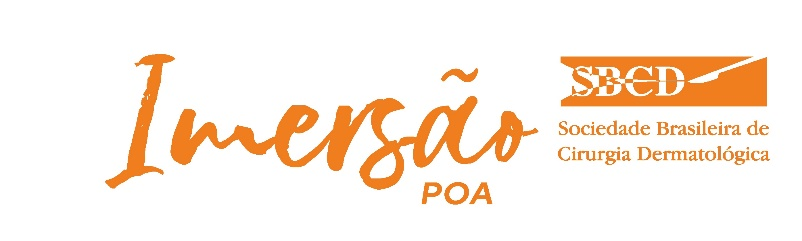 Imersão
POA
SBCD
Sociedade Brasileira de
Cirurgia Dermatológica